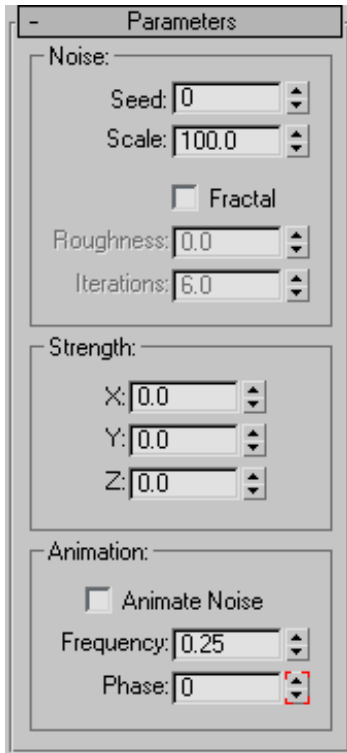 - Parameters
Noise:
Seed: 0
Scale: 100.0
Fractal
Roughness: 0.0
Iterations: 6.0
Strength:
X: 0.0
Y: 0.0
Z: 0.0
Animation:
Animate Noise
Frequency: 0.25
Phase: 0